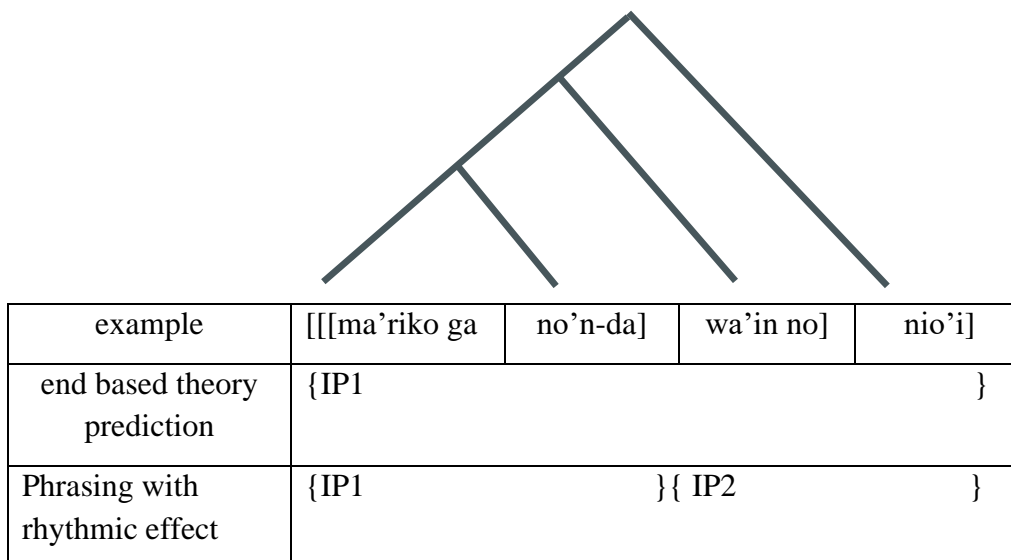 example [[[ma’riko ga no’n-da] wa’in no] nio’i]
end based theory {IP1 }
prediction
Phrasing with {IP1 }{ IP2 }
rhythmic effect